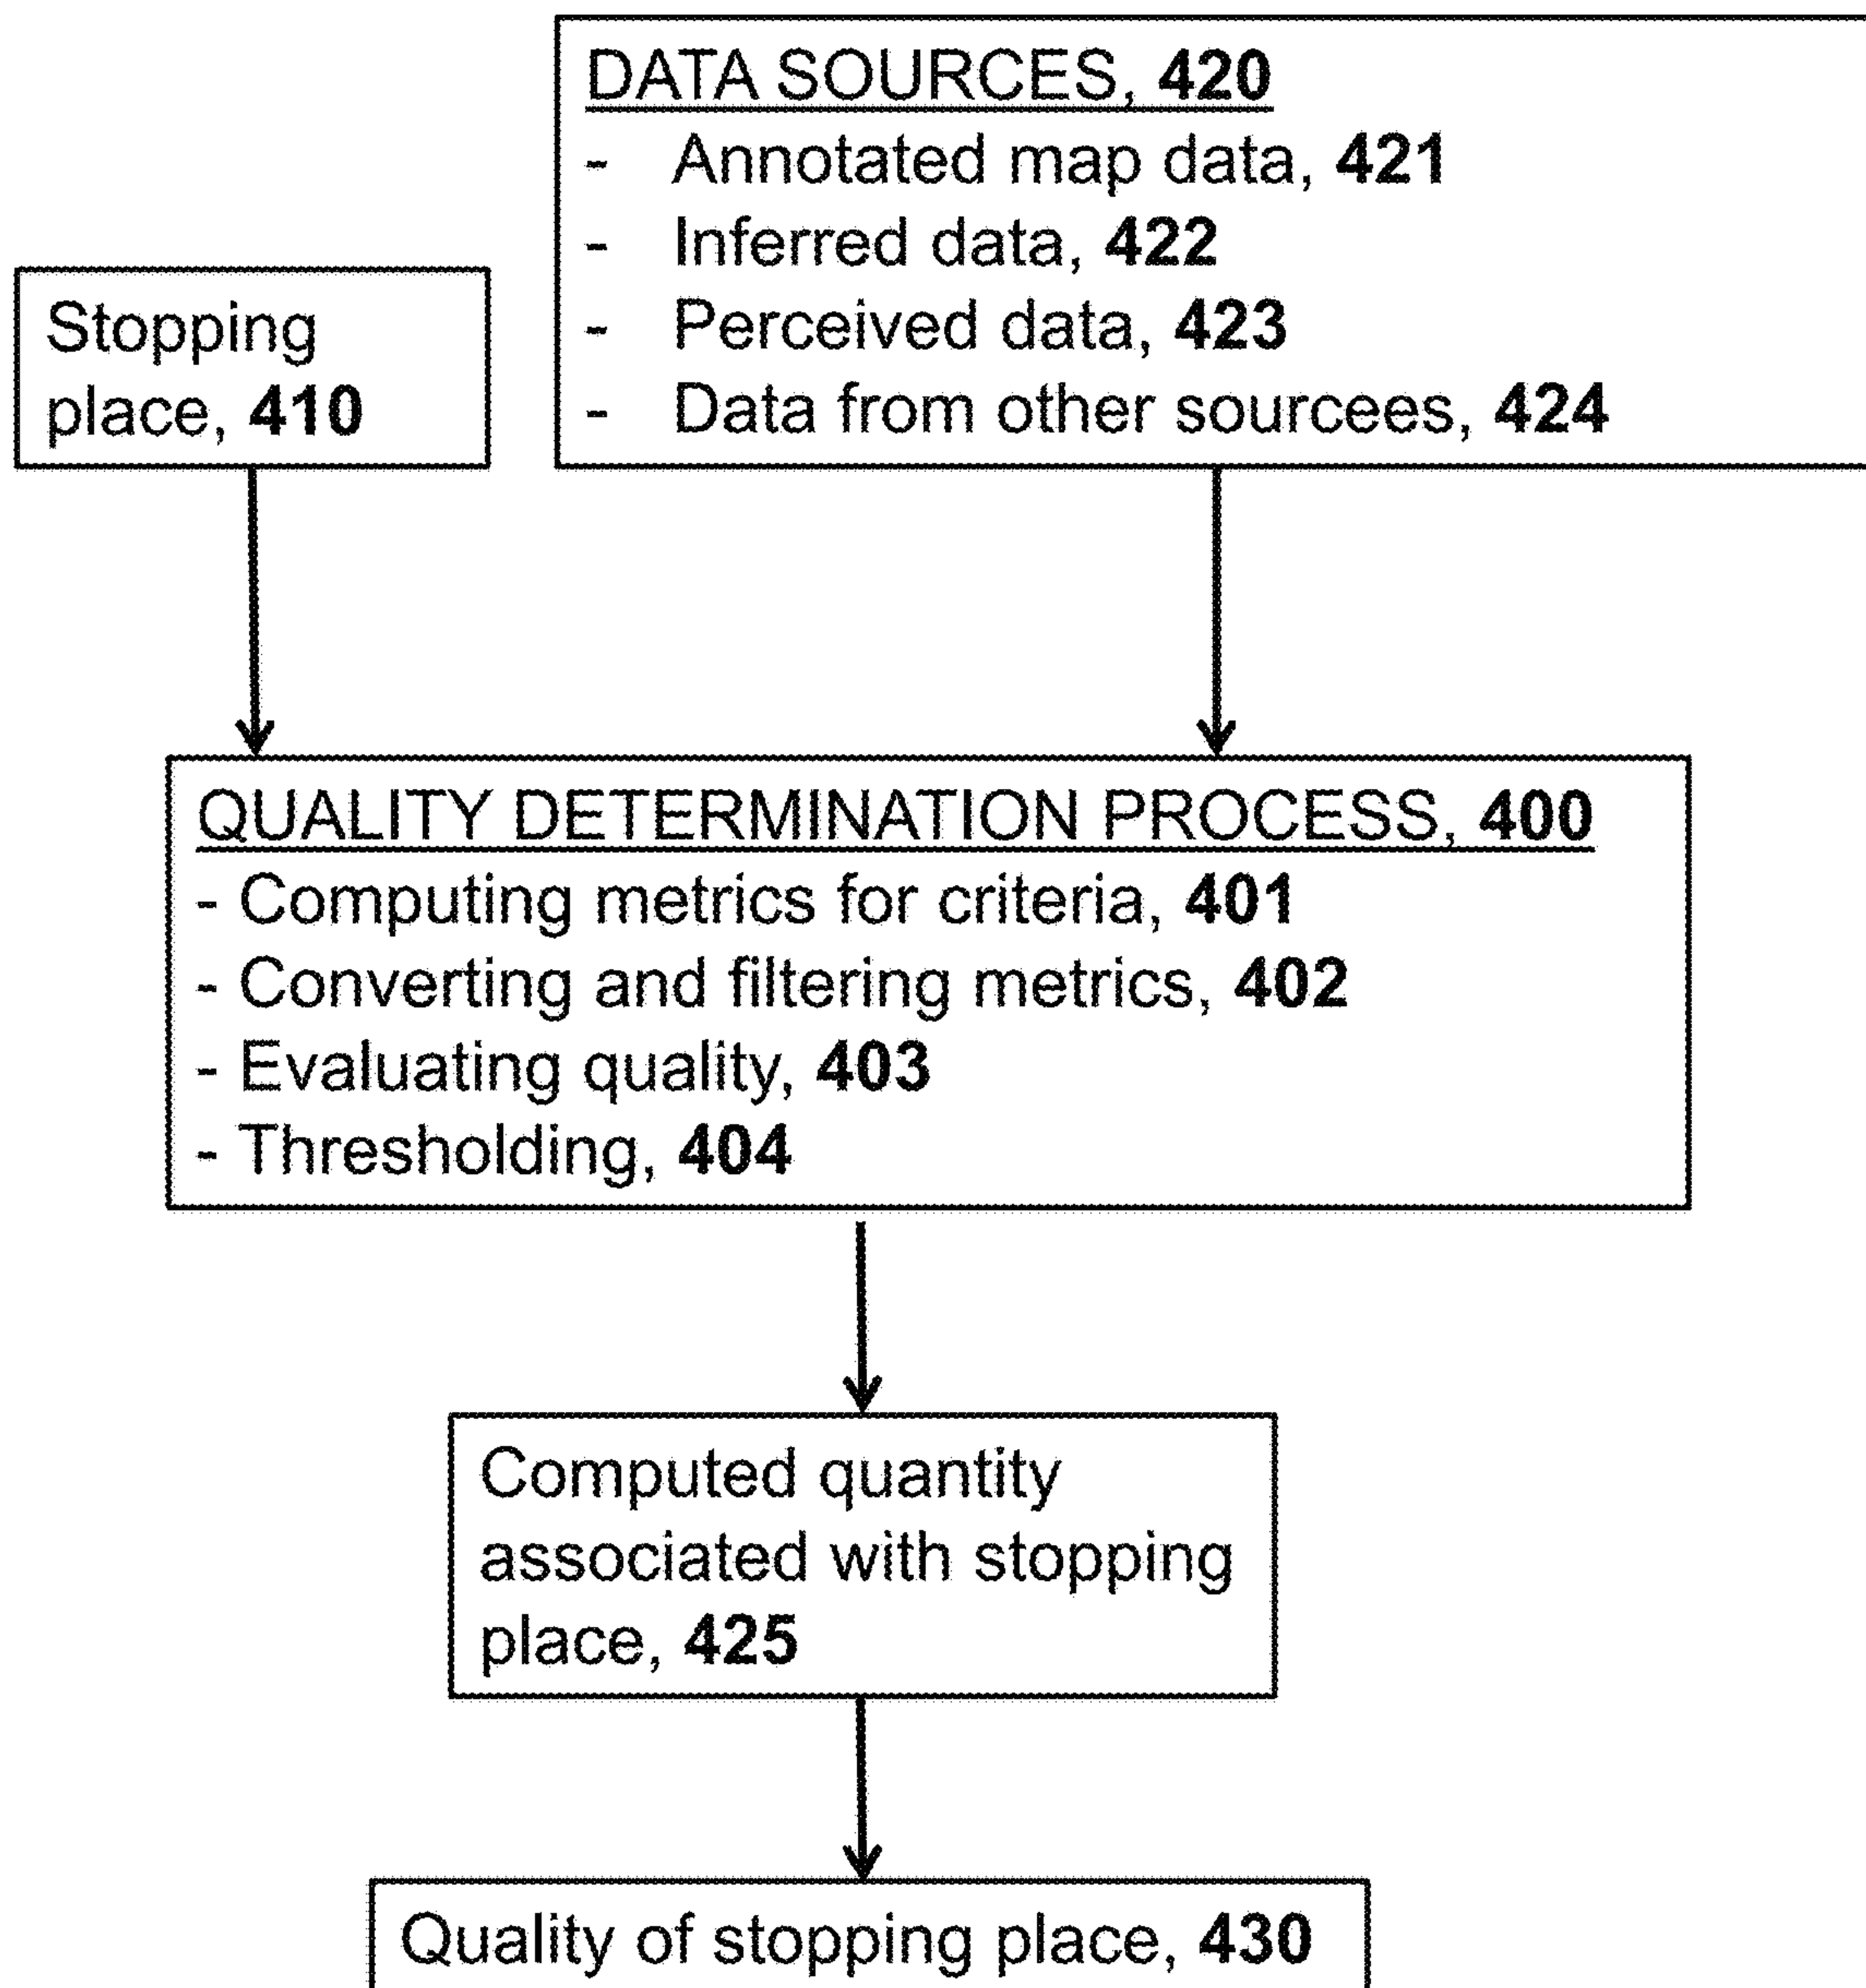 DATA SOURCES, 420
- Annotated map data, 421
- Inferred data, 422
- Perceived data, 423
- Data from other sourcees, 424
Stopping
place, 410
QUALITY DETERMINATION PROCESS, 400
- Computing metrics for criteria, 401
- Converting and filtering metrics, 402
- Evaluating quality, 403
- Thresholding, 404
Computed quantity
associated with stopping
place, 425
Quality of stopping place, 430